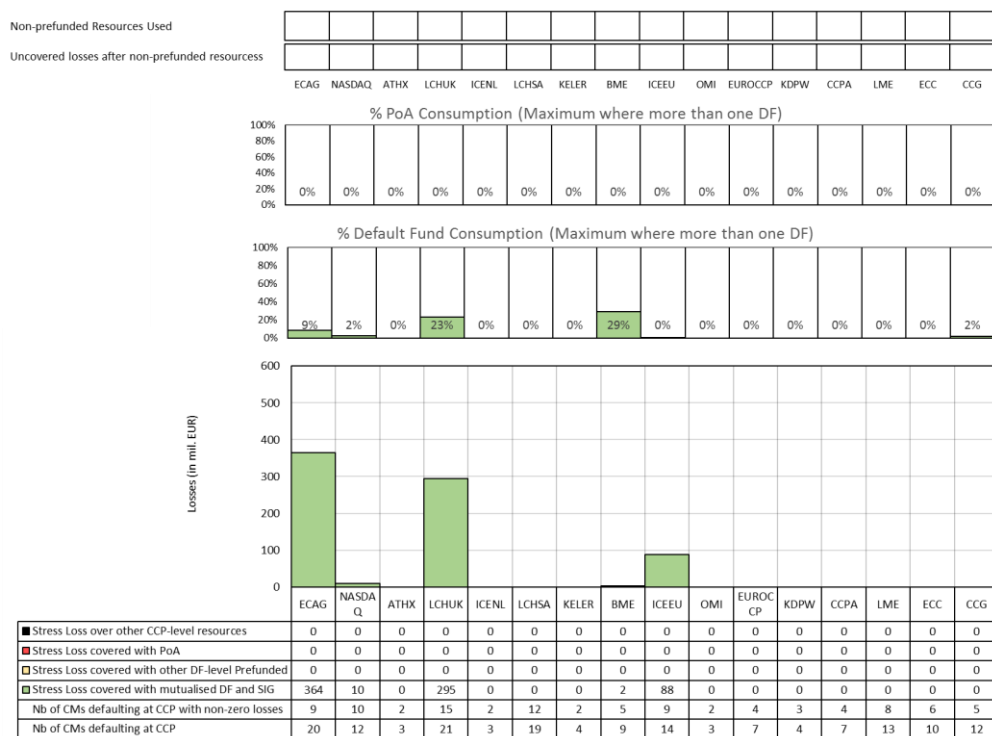 Non-prefunded Resources Used
Uncovered losses after non-prefunded resourcess
ECAG NASDAQ ATHX LCHUK ICENL LCHSA KELER BME ICEEU OMI EUROCCP KDPW CCPA LME ECC CCG
% PoA Consumption (Maximum where more than one DF)
100%
80%
60%
40%
20%
0%
0% 0% 0% 0% 0% 0% 0% 0% 0% 0% 0% 0% 0% 0% 0% 0%
% Default Fund Consumption (Maximum where more than one DF)
100%
80%
60%
40%
20%
0%
9% 2% 0% 23% 0% 0% 0% 29% 0% 0% 0% 0% 0% 0% 0% 2%
Losses (in mil. EUR)
600
500
400
300
200
100
0
ECAG NASDA Q ATHX LCHUK ICENL LCHSA KELER BME ICEEU OMI EUROC CP KDPW CCPA LME ECC CCG
Stress Loss over other CCP-level resources 0 0 0 0 0 0 0 0 0 0 0 0 0 0 0 0
Stress Loss covered with PoA 0 0 0 0 0 0 0 0 0 0 0 0 0 0 0 0
Stress Loss covered with other DF-level Prefunded 0 0 0 0 0 0 0 0 0 0 0 0 0 0 0 0
Stress Loss covered with mutualised DF and SIG 364 10 0 295 0 0 0 2 88 0 0 0 0 0 0 0
Nb of CMs defaulting at CCP with non-zero losses 9 10 2 15 2 12 2 5 9 2 4 3 4 8 6 5
Nb of CMs defaulting at CCP 20 12 3 21 3 19 4 9 14 3 7 4 7 13 10 12